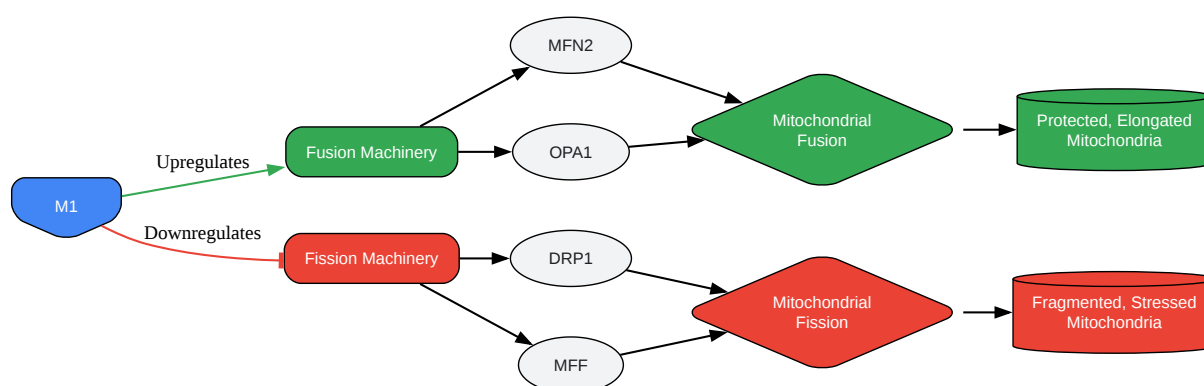 MFN2
Mitochondrial
Fusion
Protected, Elongated
Mitochondria
Upregulates
Fusion Machinery
OPA1
M1
Downregulates
Fission Machinery
DRP1
Mitochondrial
Fission
Fragmented, Stressed
Mitochondria
MFF